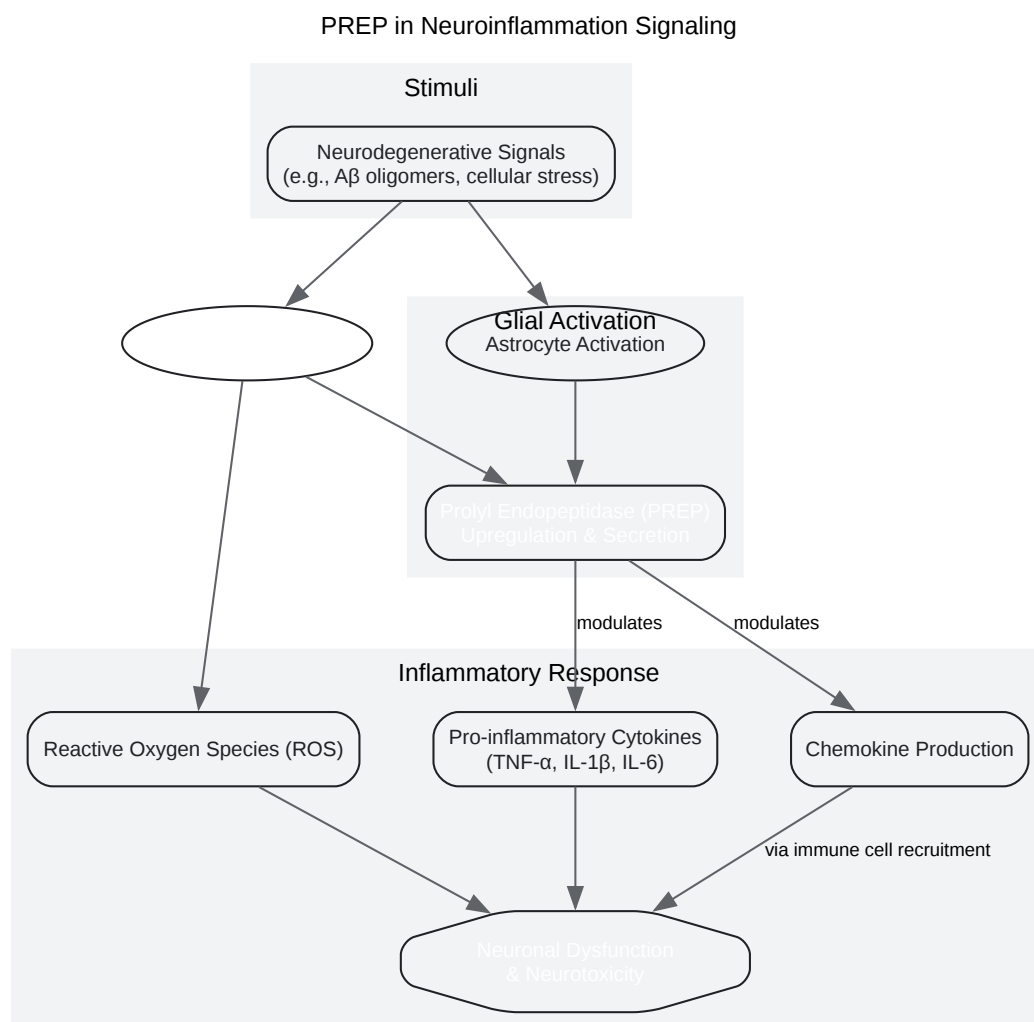 PREP in Neuroinflammation Signaling
Stimuli
Neurodegenerative Signals
(e.g., Aβ oligomers, cellular stress)
Glial Activation
Astrocyte Activation
Prolyl Endopeptidase (PREP)
Upregulation & Secretion
modulates
modulates
Inflammatory Response
Reactive Oxygen Species (ROS)
Pro-inflammatory Cytokines
(TNF-α, IL-1β, IL-6)
Chemokine Production
via immune cell recruitment
Neuronal Dysfunction
& Neurotoxicity